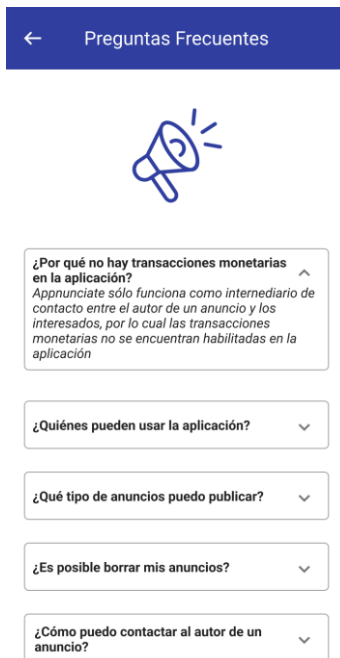 Preguntas Frecuentes
¿Por qué no hay transacciones monetarias
en la aplicación?
Appnunciate sólo funciona como internediario de
contacto entre el autor de un anuncio y los
interesados, por lo cual las transacciones
monetarias no se encuentran habilitadas en la
aplicación
¿Quiénes pueden usar la aplicación?
¿Qué tipo de anuncios puedo publicar?
¿Es posible borrar mis anuncios?
¿Cómo puedo contactar al autor de un
anuncio?